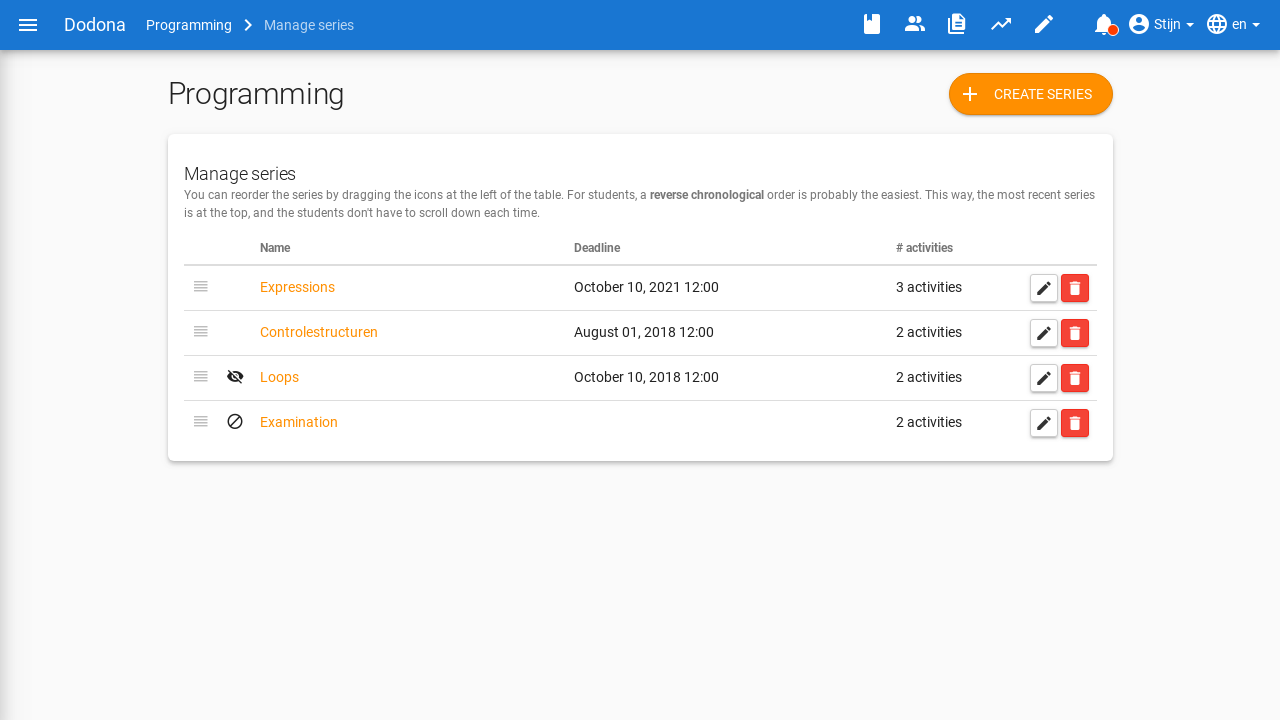 Dodona Programming Manage series Stijn en
Programming
CREATE SERIES
Manage series
You can reorder the series by dragging the icons at the left of the table. For students, a reverse chronological order is probably the easiest. This way, the most recent series
is at the top, and the students don't have to scroll down each time.
Name Deadline # activities
Expressions October 10, 2021 12:00 3 activities
Controlestructuren August 01, 2018 12:00 2 activities
Loops October 10, 2018 12:00 2 activities
Examination 2 activities